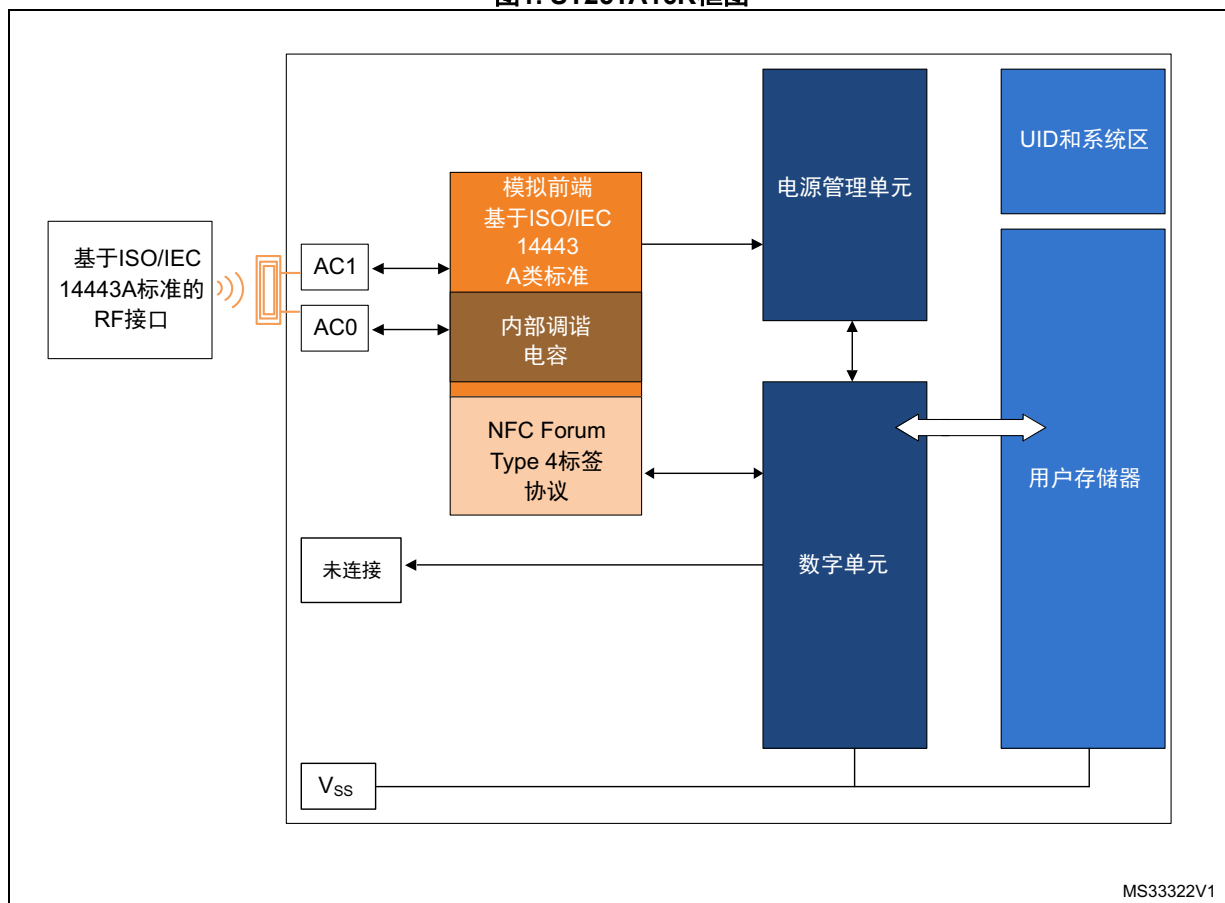 基于ISO/IEC
14443A标准的
RF接口
AC1
AC0
模拟前端
基于ISO/IEC
14443
A类标准
内部调谐
电容
NFC Forum
Type 4标签
协议
未连接
VSS
电源管理单元
数字单元
UID和系统区
用户存储器
MS33322V1